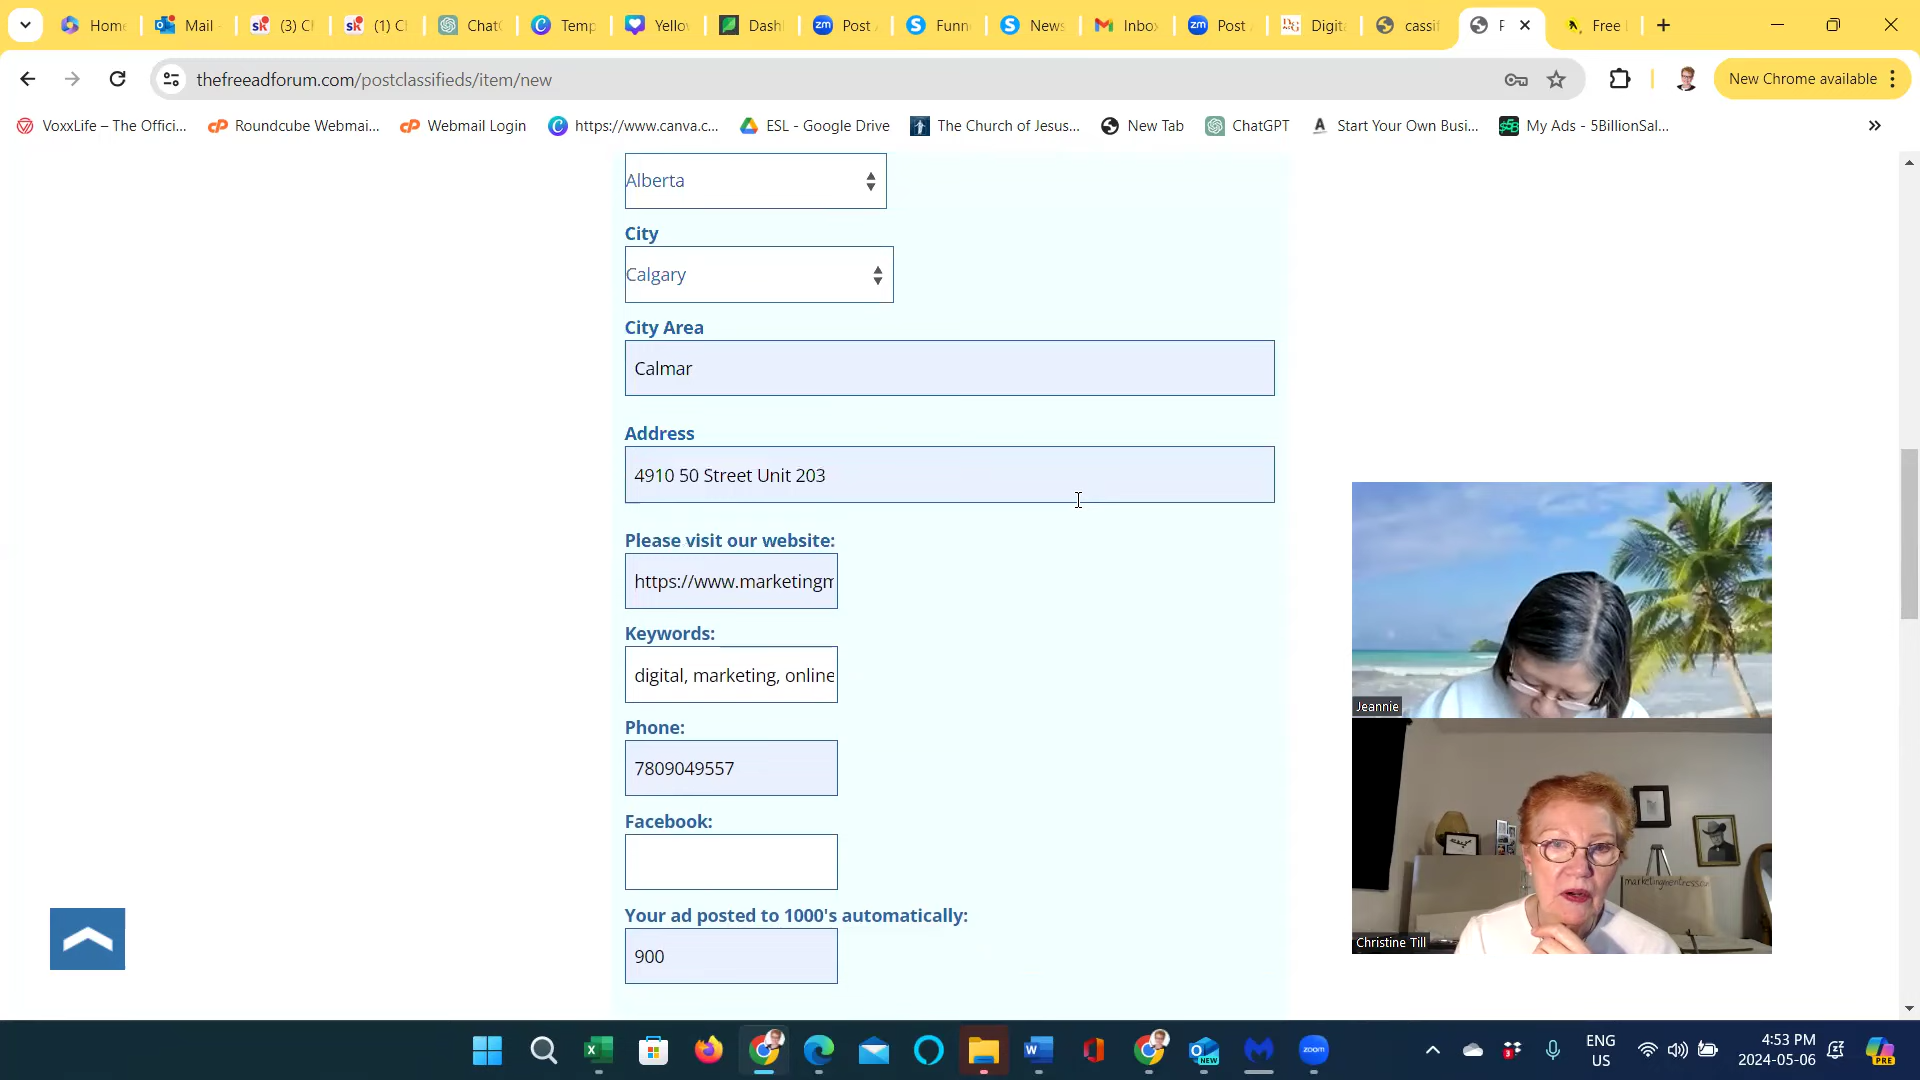 Home
Mail
(3) C
(1) C
Chat
Temp
Yello
Dash
Post
Funn
News
Inbo
Post
Digit
cassif
F
Free
thefreeadforum.com/postclassifieds/item/new
New Chrome available
VoxxLife – The Offici...
Roundcube Webmai...
Webmail Login
https://www.canva.c...
ESL - Google Drive
The Church of Jesus...
New Tab
ChatGPT
Start Your Own Busi...
My Ads - 5BillionSal...
Alberta
City
Calgary
City Area
Calmar
Address
4910 50 Street Unit 203
Please visit our website:
https://www.marketingm
Keywords:
digital, marketing, online
Phone:
7809049557
Facebook:
Your ad posted to 1000's automatically:
900
Jeannie
Christine Till
zoom
ENG
US
4:53 PM
2024-05-06